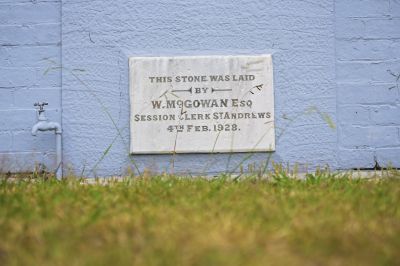 THIS STONE WAS LAID
BY
W. McGOWAN ESQ
SESSION CLERK ST ANDREWS
4TH FEB. 1928.